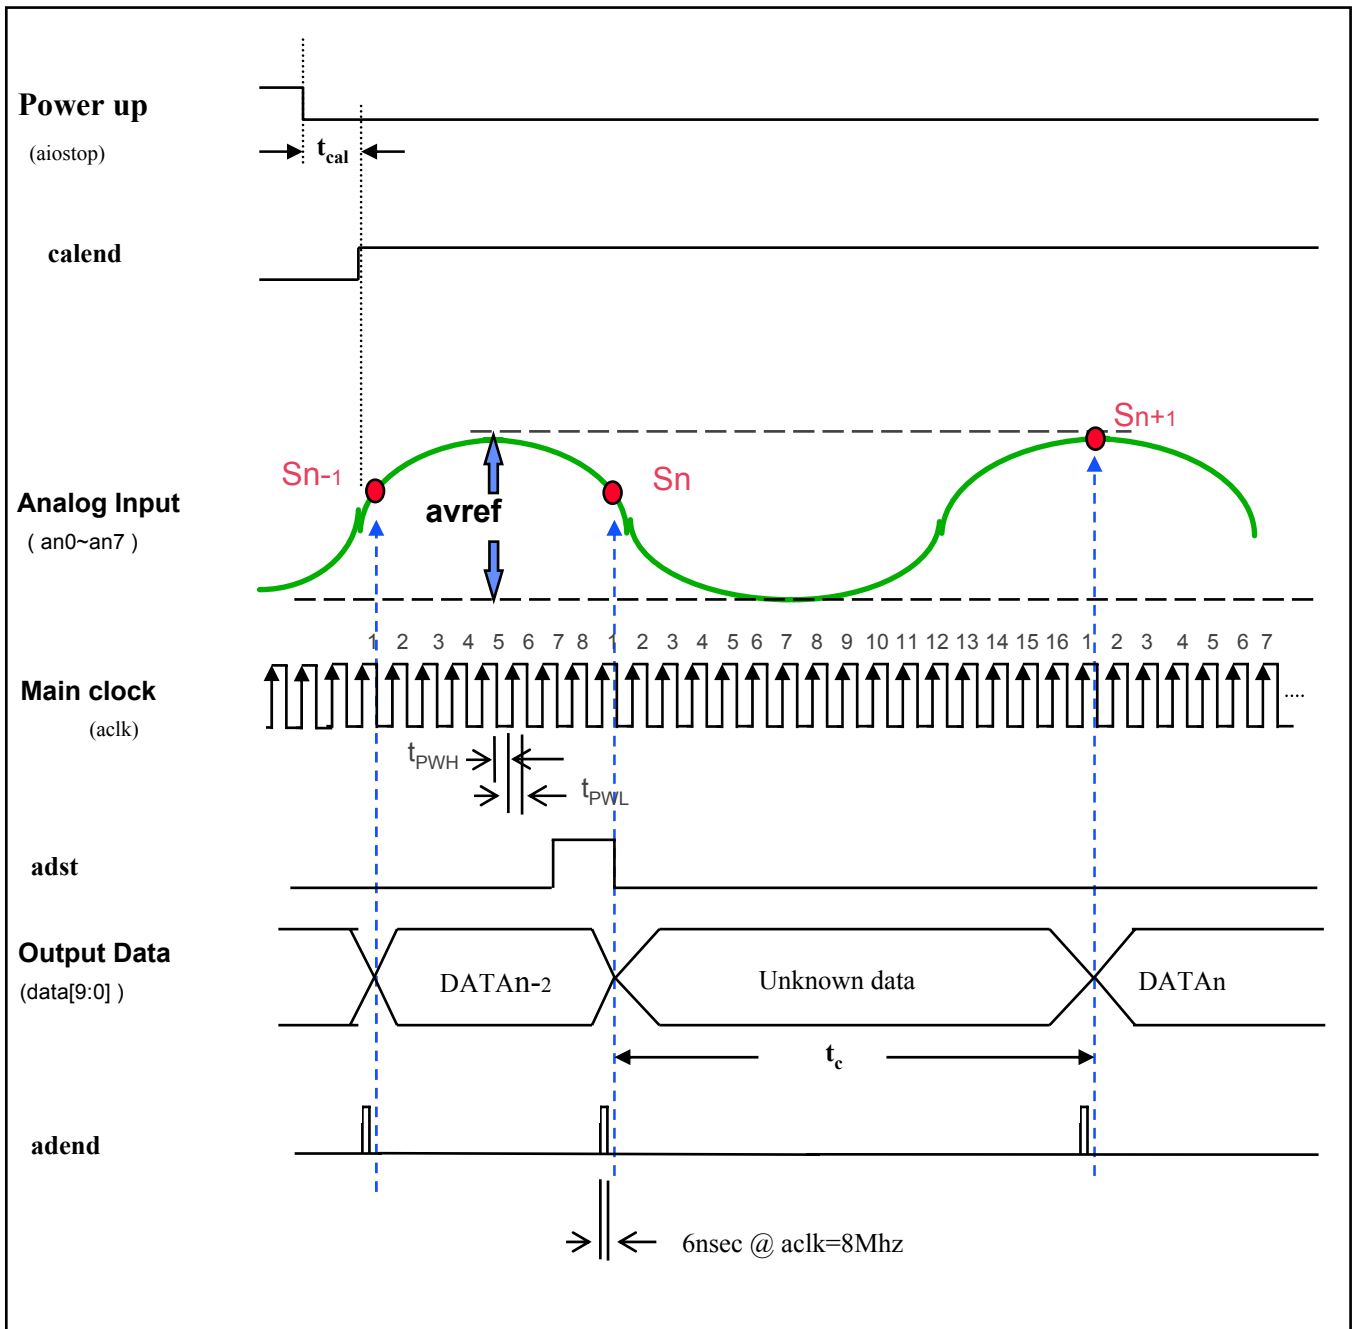 Power up
(aiostop)
tcal
calend
Sn+1
Sn-1
Sn
Analog Input
( an0~an7 )
avref
1 2 3 4 5 6 7 8 1 2 3 4 5 6 7 8 9 10 11 12 13 14 15 16 1 2 3 4 5 6 7
Main clock
(aclk)
....
tPWH
tPWL
adst
Output Data
(data[9:0] )
DATAn-2
Unknown data
DATAn
tc
adend
6nsec @ aclk=8Mhz